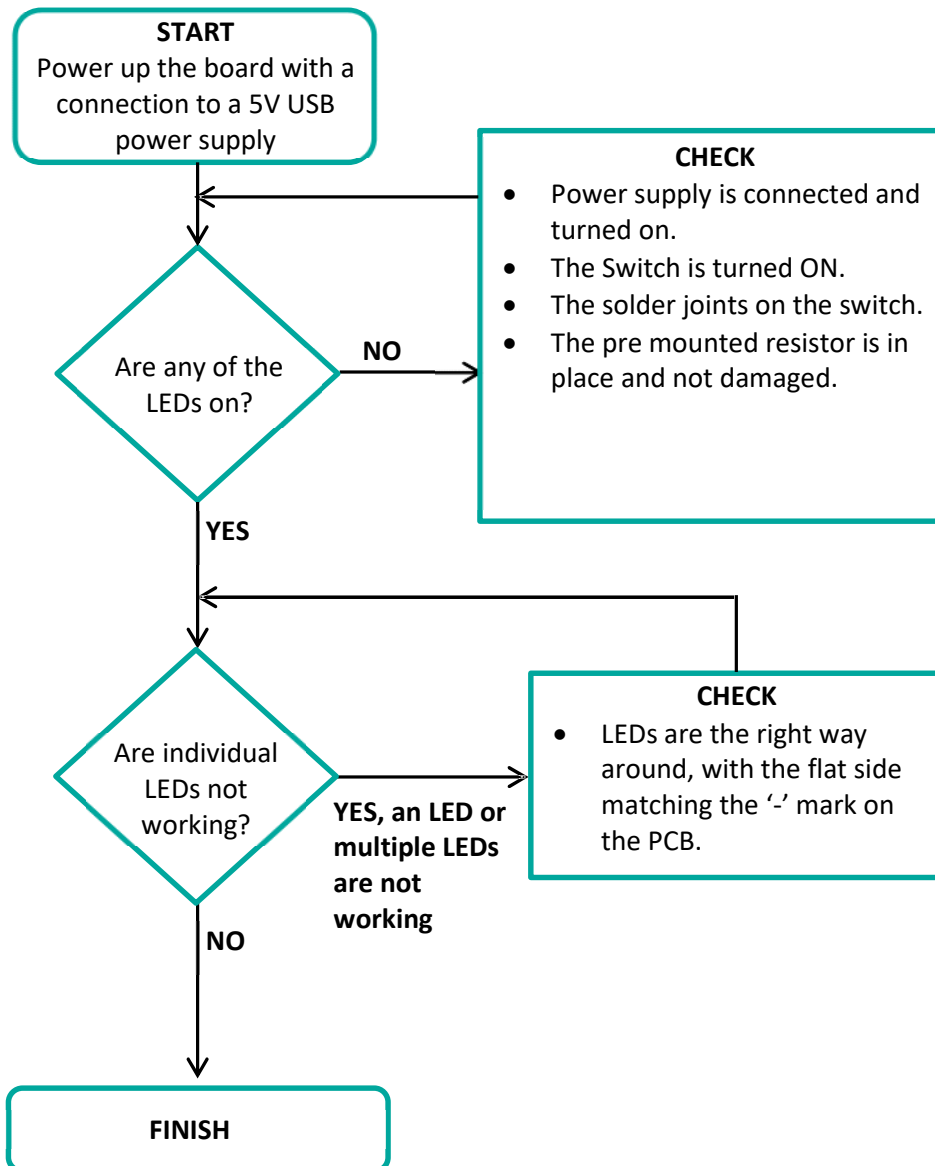 START
Power up the board with a
connection to a 5V USB
power supply
CHECK
• Power supply is connected and
turned on.
• The Switch is turned ON.
• The solder joints on the switch.
• The pre mounted resistor is in
place and not damaged.
Are any of the
LEDs on?
NO
YES
CHECK
• LEDs are the right way
around, with the flat side
matching the ‘-’ mark on
the PCB.
Are individual
LEDs not
working?
YES, an LED or
multiple LEDs
are not
working
NO
FINISH